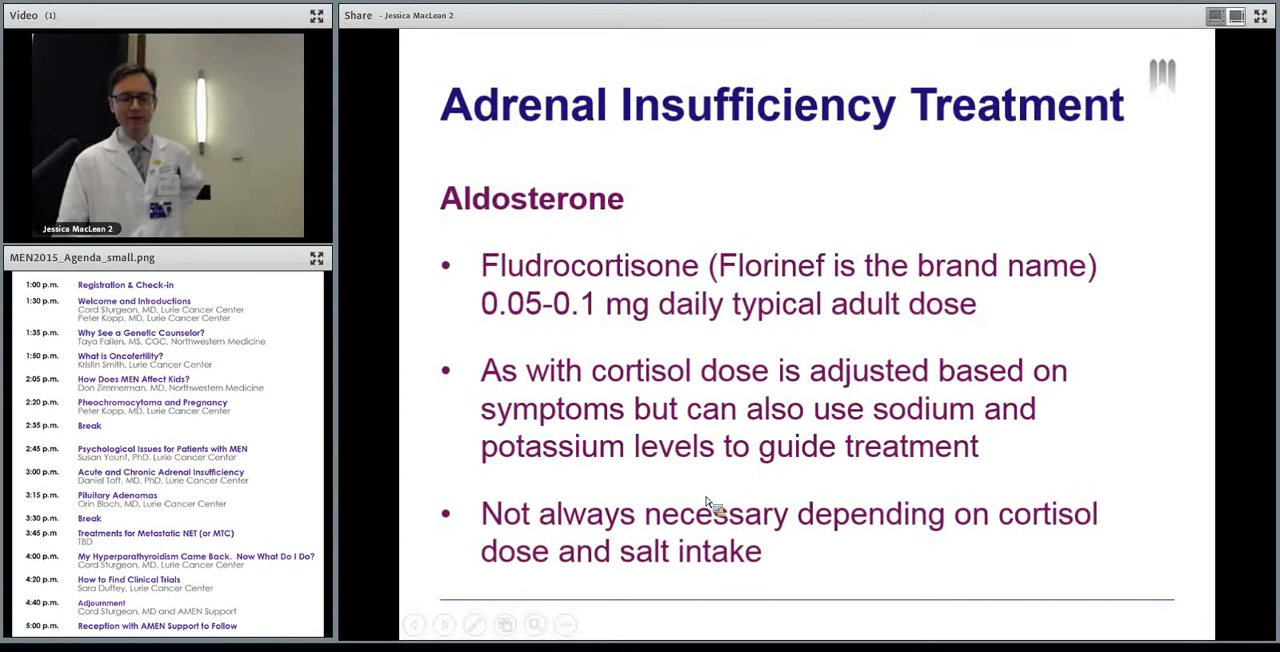 Video (1)
Jessica MacLean 2
MEN2015_Agenda_small.png
1:00 p.m. Registration & Check-in
1:30 p.m. Welcome and Introductions
Cord Sturgeon, MD, Lurie Cancer Center
Peter Kopp, MD, Lurie Cancer Center
1:35 p.m. Why See a Genetic Counselor?
Taya Fallen, MS, CGC, Northwestern Medicine
1:50 p.m. What is Oncofertility?
Kristin Smith, Lurie Cancer Center
2:05 p.m. How Does MEN Affect Kids?
Don Zimmerman, MD, Northwestern Medicine
2:20 p.m. Pheochromocytoma and Pregnancy
Peter Kopp, MD, Lurie Cancer Center
2:35 p.m. Break
2:45 p.m. Psychological Issues for Patients with MEN
Susan Yount, PhD, Lurie Cancer Center
3:00 p.m. Acute and Chronic Adrenal Insufficiency
Daniel Toft, MD, PhD, Lurie Cancer Center
3:15 p.m. Pituitary Adenomas
Orin Bloch, MD, Lurie Cancer Center
3:30 p.m. Break
3:45 p.m Treatments for Metastatic NET (or MTC)
TBD
4:00 p.m. My Hyperparathyroidism Came Back. Now What Do I Do?
Cord Sturgeon, MD, Lurie Cancer Center
4:20 p.m. How to Find Clinical Trials
Sara Duffey, Lurie Cancer Center
4:40 p.m. Adjournment
Cord Sturgeon, MD and AMEN Support
5:00 p.m. Reception with AMEN Support to Follow
Share - Jessica MacLean 2
Adrenal Insufficiency Treatment
Aldosterone
• Fludrocortisone (Florinef is the brand name)
0.05-0.1 mg daily typical adult dose
• As with cortisol dose is adjusted based on
symptoms but can also use sodium and
potassium levels to guide treatment
• Not always necessary depending on cortisol
dose and salt intake